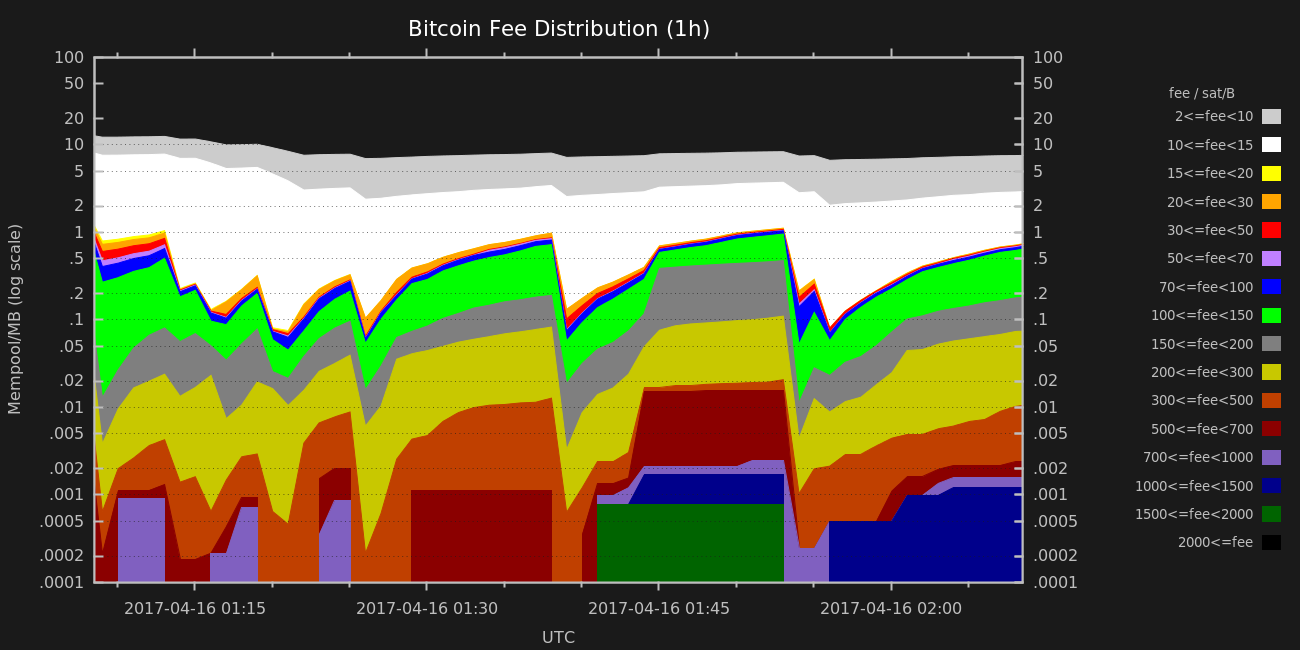 Bitcoin Fee Distribution (1h)
100 100
50 50
20 20
10 10
5 5
2 2
1 1
.5 .5
.2 .2
.1 .1
.05 .05
.02 .02
.01 .01
.005 .005
.002 .002
.001 .001
.0005 .0005
.0002 .0002
.0001 .0001
Mempool/MB (log scale)
2017-04-16 01:15 2017-04-16 01:30 2017-04-16 01:45 2017-04-16 02:00
UTC
fee / sat/B
2<=fee<10
10<=fee<15
15<=fee<20
20<=fee<30
30<=fee<50
50<=fee<70
70<=fee<100
100<=fee<150
150<=fee<200
200<=fee<300
300<=fee<500
500<=fee<700
700<=fee<1000
1000<=fee<1500
1500<=fee<2000
2000<=fee